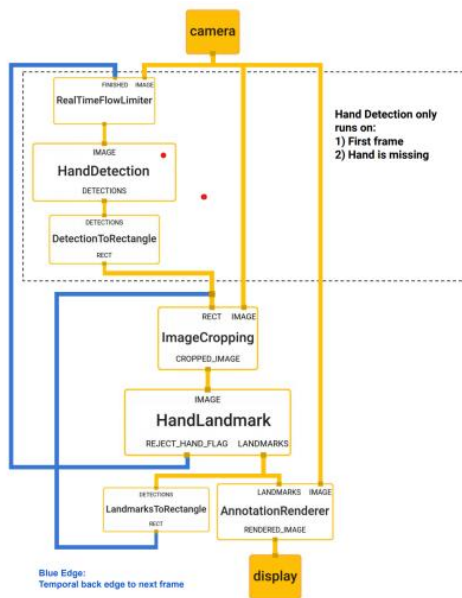 camera
FINISHED IMAGE
RealTimeFlowLimiter
IMAGE
HandDetection
DETECTIONS
DETECTIONS
DetectionToRectangle
RECT
Hand Detection only
runs on:
1) First frame
2) Hand is missing
RECT IMAGE
ImageCropping
CROPPED_IMAGE
IMAGE
HandLandmark
REJECT_HAND_FLAG LANDMARKS
DETECTIONS
LandmarksToRectangle
RECT
LANDMARKS IMAGE
AnnotationRenderer
RENDERED_IMAGE
display
Blue Edge:
Temporal back edge to next frame